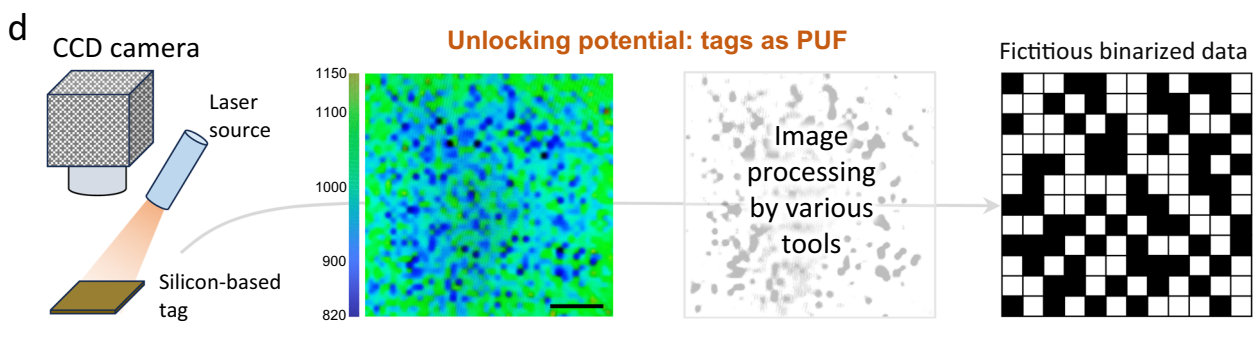 d
CCD camera
Laser
source
Silicon-based
tag
Unlocking potential: tags as PUF
1150
1100
1000
900
820
Image
processing
by various
tools
Fictitious binarized data